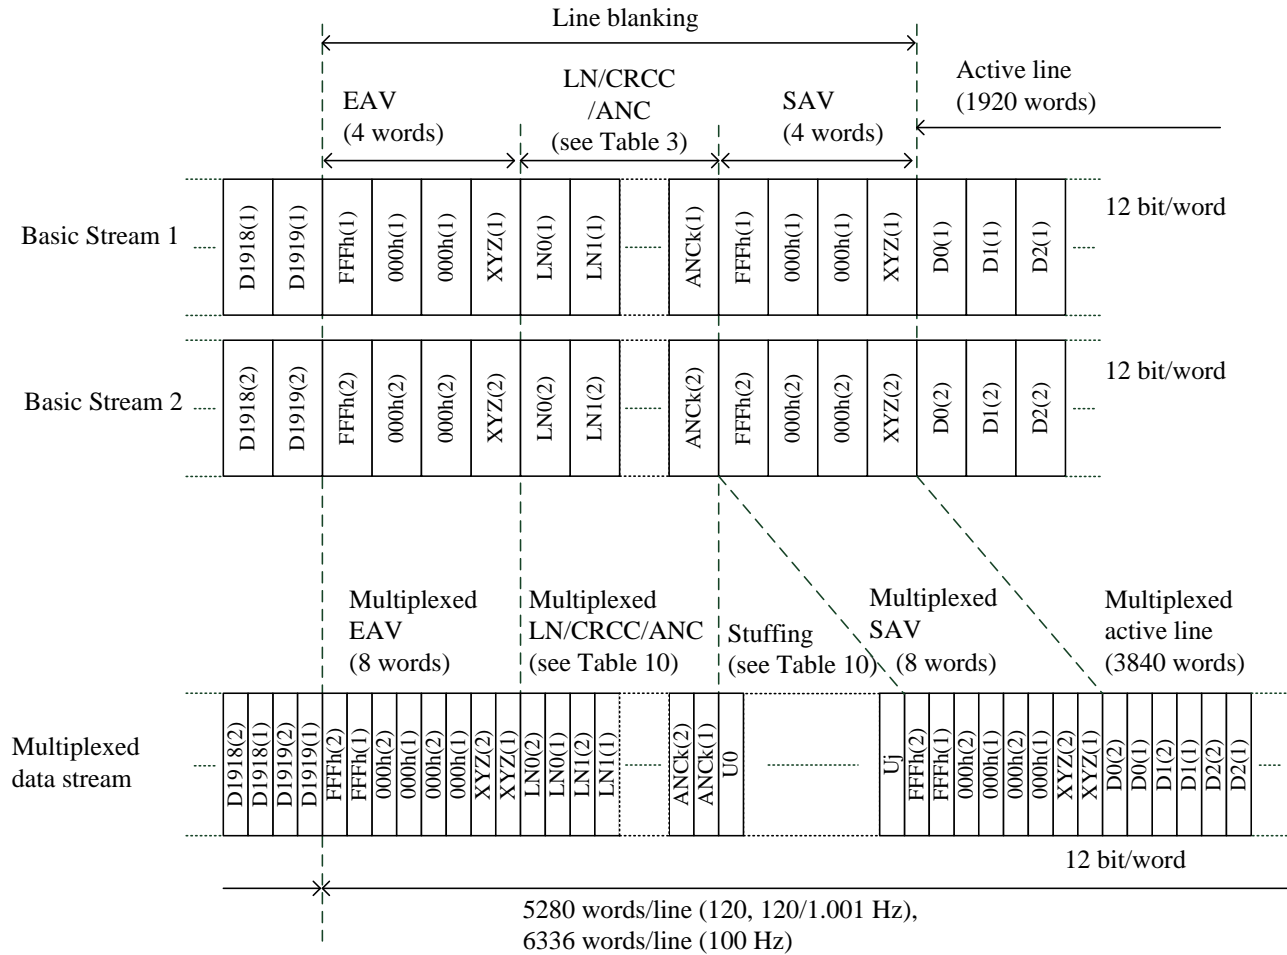 Line blanking
Active line
(1920 words)
EAV
(4 words)
LN/CRCC
/ANC
(see Table 3)
SAV
(4 words)
Basic Stream 1
D1918(1)
D1919(1)
FFFh(1)
000h(1)
000h(1)
XYZ(1)
LN0(1)
LN1(1)
ANCk(1)
FFFh(1)
000h(1)
000h(1)
XYZ(1)
D0(1)
D1(1)
D2(1)
12 bit/word
Basic Stream 2
D1918(2)
D1919(2)
FFFh(2)
000h(2)
000h(2)
XYZ(2)
LN0(2)
LN1(2)
ANCk(2)
FFFh(2)
000h(2)
000h(2)
XYZ(2)
D0(2)
D1(2)
D2(2)
12 bit/word
Multiplexed
EAV
(8 words)
Multiplexed
LN/CRCC/ANC
(see Table 10)
Stuffing
(see Table 10)
Multiplexed
SAV
(8 words)
Multiplexed
active line
(3840 words)
Multiplexed
data stream
D1918(2)
D1918(1)
D1919(2)
D1919(1)
FFFh(2)
FFFh(1)
000h(2)
000h(1)
000h(2)
000h(1)
XYZ(2)
XYZ(1)
LN0(2)
LN0(1)
LN1(2)
LN1(1)
ANCk(2)
ANCk(1)
U0
Uj
FFFh(2)
FFFh(1)
000h(2)
000h(1)
000h(2)
000h(1)
XYZ(2)
XYZ(1)
D0(2)
D0(1)
D1(2)
D1(1)
D2(2)
D2(1)
12 bit/word
5280 words/line (120, 120/1.001 Hz),
6336 words/line (100 Hz)